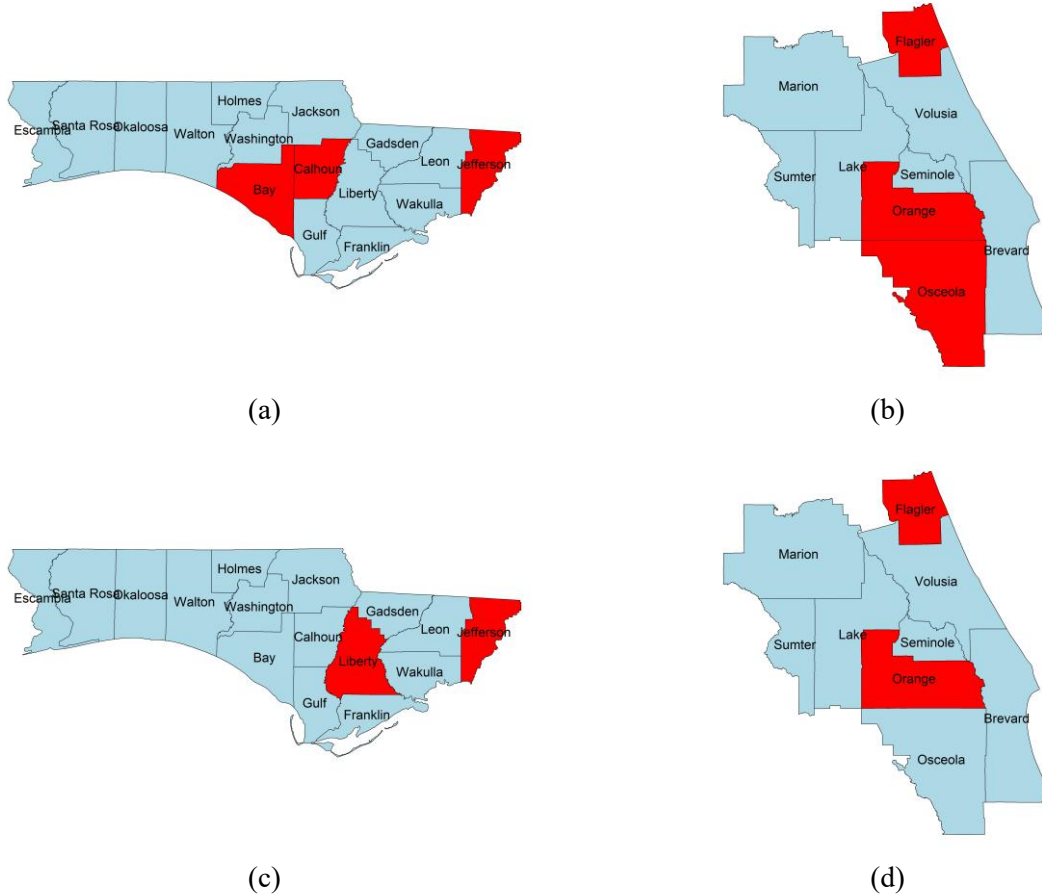 Holmes
Jackson
Escambia Santa Rosa Okaloosa Walton Washington
Gadsden
Leon
Calhoun Jefferson
Bay Liberty
Wakulla
Gulf
Franklin
(a)
Flagler
Marion
Volusia
Lake Seminole
Sumter
Orange
Brevard
Osceola
(b)
Holmes
Jackson
Escambia Santa Rosa Okaloosa Walton Washington
Gadsden
Leon
Calhoun Jefferson
Bay Liberty
Wakulla
Gulf
Franklin
(c)
Flagler
Marion
Volusia
Lake Seminole
Sumter
Orange
Brevard
Osceola
(d)